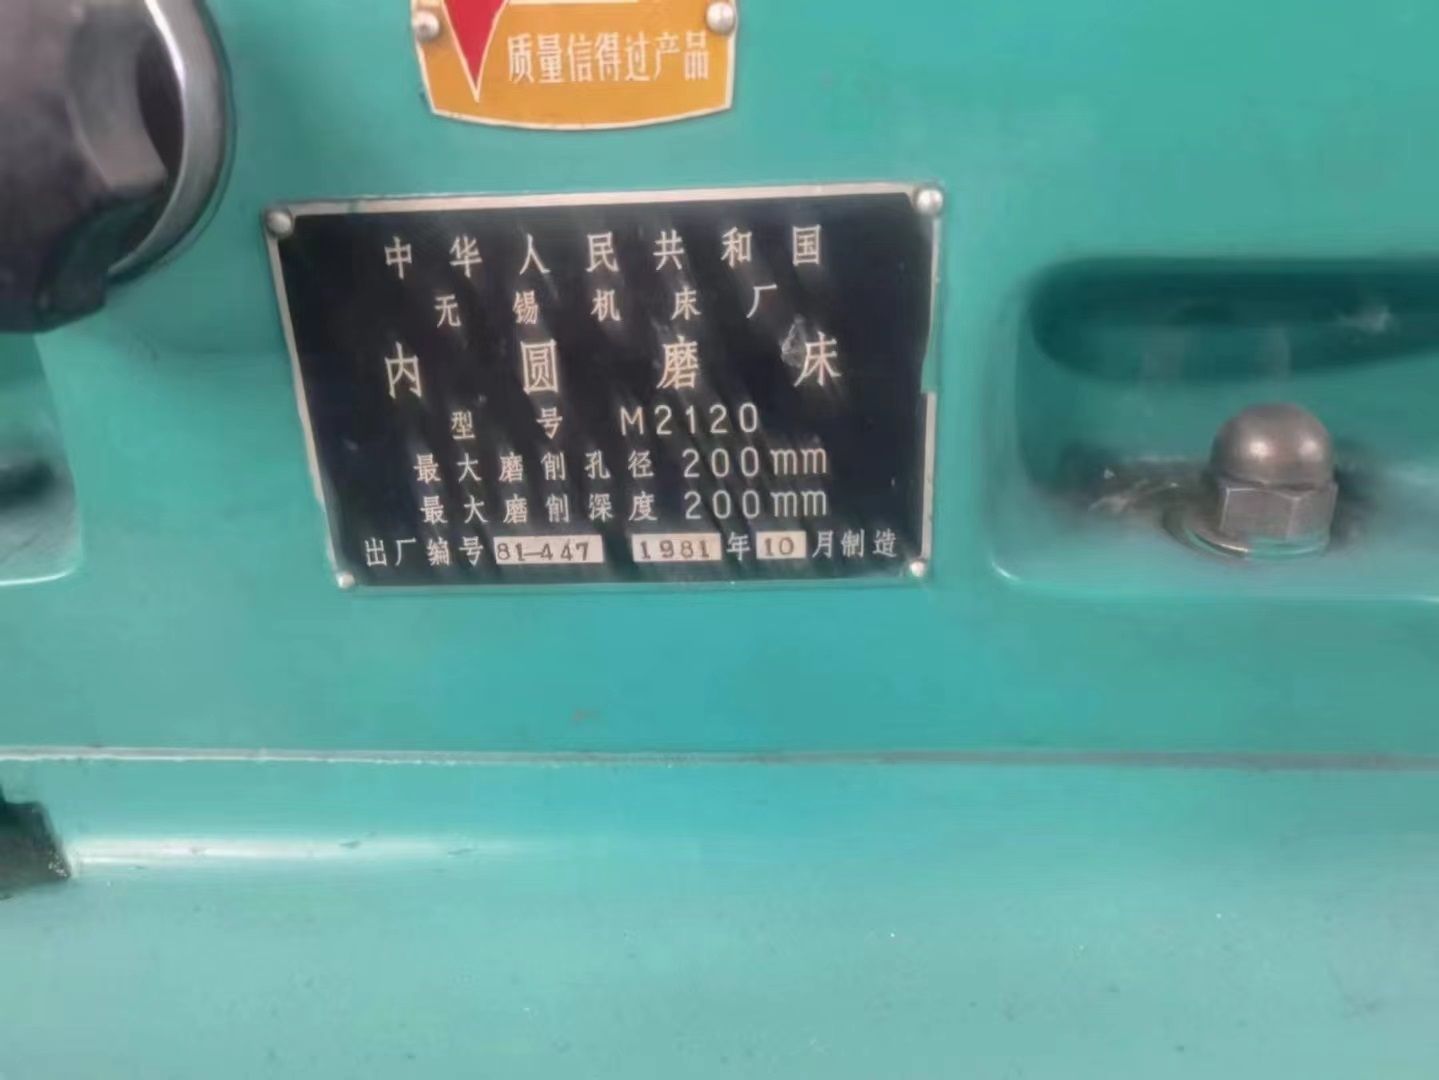 质量信得过产品
中华人民共和国
无锡机床厂
内圆磨床
型号 M2120
最大磨削孔径 200mm
最大磨削深度 200mm
出厂编号 81-447 1981年10月制造